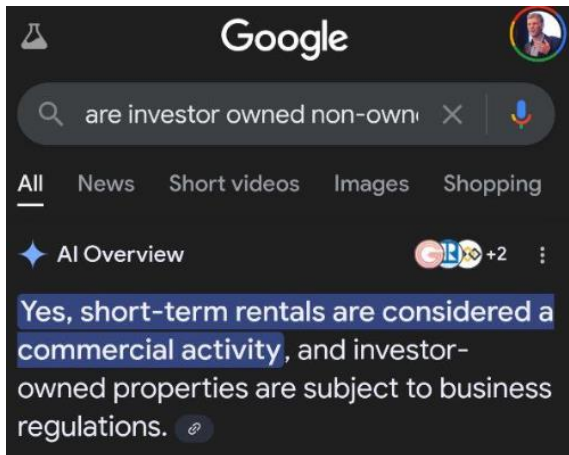 Google
are investor owned non-own
All News Short videos Images Shopping
AI Overview +2
Yes, short-term rentals are considered a
commercial activity, and investor-
owned properties are subject to business
regulations.